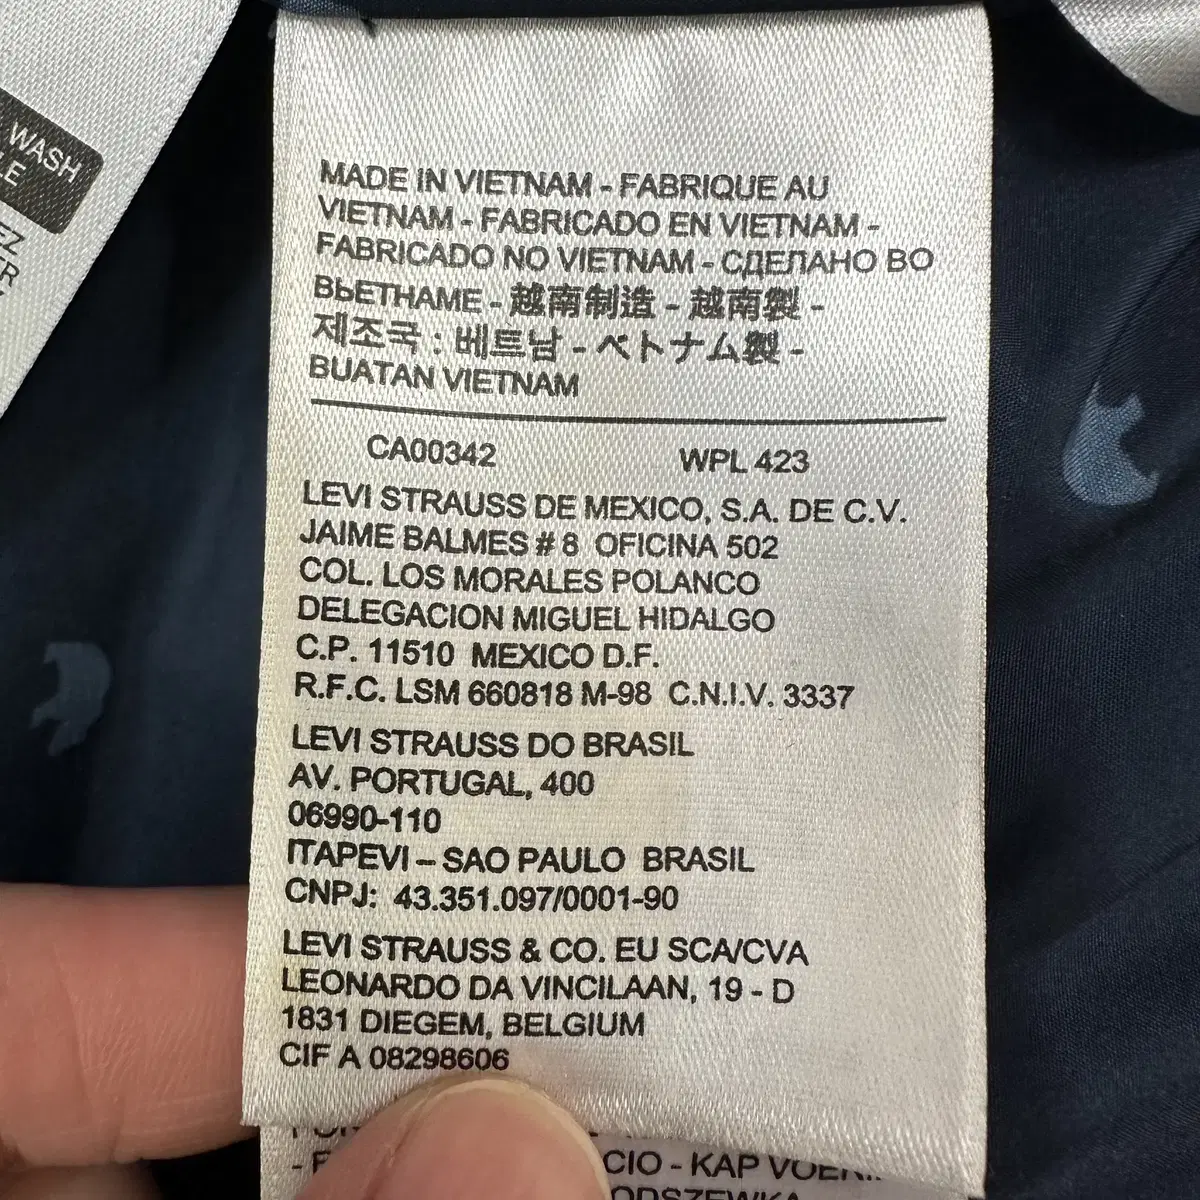 WASH
MADE IN VIETNAM - FABRIQUE AU
VIETNAM - FABRICADO EN VIETNAM -
FABRICADO NO VIETNAM - СДЕЛАНО ВО
ВЬЕТНАМЕ - 越南制造 - 越南製 -
제조국 : 베트남 - ベトナム製 -
BUATAN VIETNAM
CA00342 WPL 423
LEVI STRAUSS DE MEXICO, S.A. DE C.V.
JAIME BALMES # 8 OFICINA 502
COL. LOS MORALES POLANCO
DELEGACION MIGUEL HIDALGO
C.P. 11510 MEXICO D.F.
R.F.C. LSM 660818 M-98 C.N.I.V. 3337
LEVI STRAUSS DO BRASIL
AV. PORTUGAL, 400
06990-110
ITAPEVI – SAO PAULO BRASIL
CNPJ: 43.351.097/0001-90
LEVI STRAUSS & CO. EU SCA/CVA
LEONARDO DA VINCILAAN, 19 - D
1831 DIEGEM, BELGIUM
CIF A 08298606
- KAP